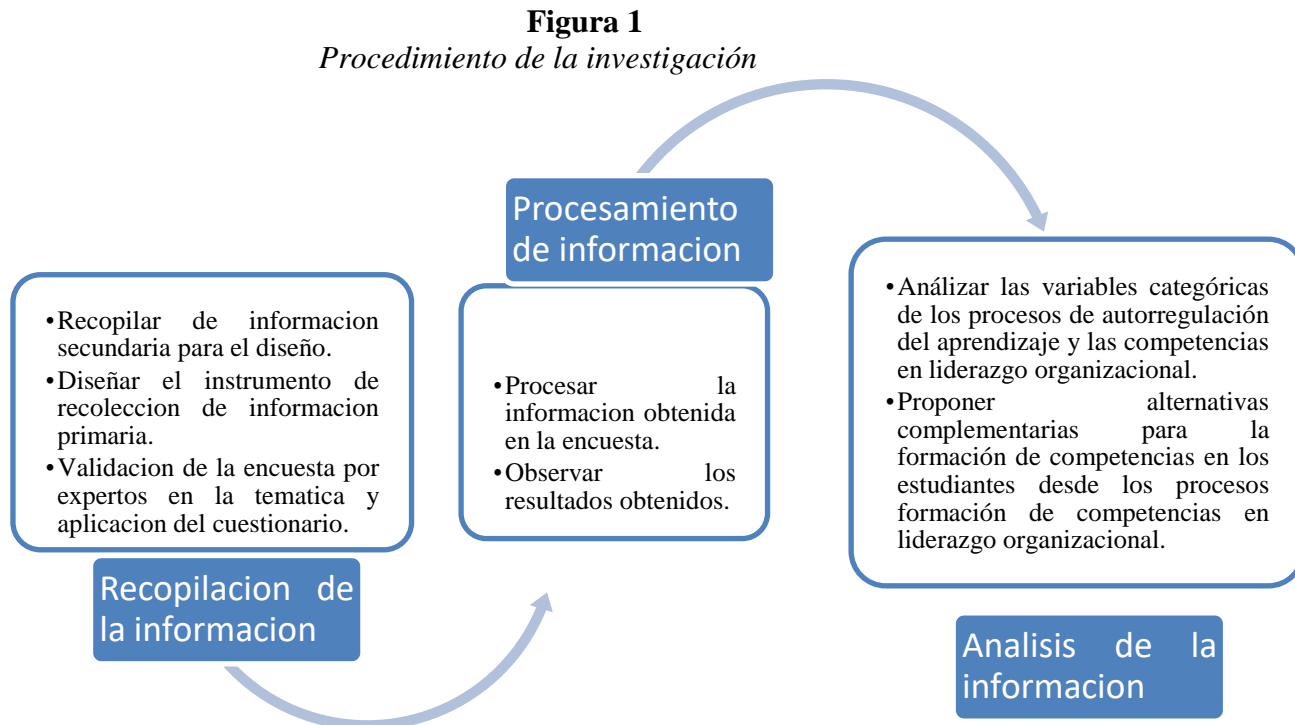 Figura 1
Procedimiento de la investigación
•Recopilar de informacion
secundaria para el diseño.
•Diseñar el instrumento de
recoleccion de informacion
primaria.
•Validacion de la encuesta por
expertos en la tematica y
aplicacion del cuestionario.
Recopilacion de
la informacion
Procesamiento
de informacion
•Procesar la
informacion obtenida
en la encuesta.
•Observar los
resultados obtenidos.
•Análizar las variables categóricas
de los procesos de autorregulación
del aprendizaje y las competencias
en liderazgo organizacional.
•Proponer alternativas
complementarias para la
formación de competencias en los
estudiantes desde los procesos
formación de competencias en
liderazgo organizacional.
Analisis de la
informacion